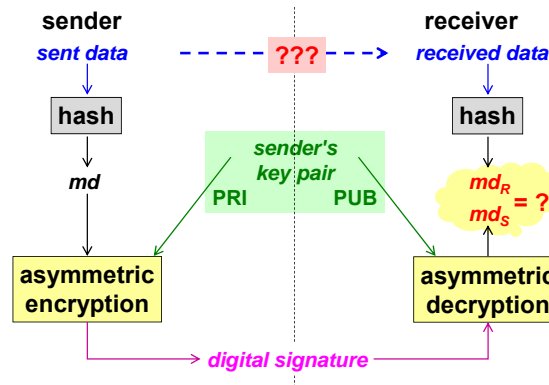 sender
receiver
sent data
???
received data
hash
hash
sender's
key pair
md
PRI
PUB
mdR
= ?
mdS
asymmetric
encryption
asymmetric
decryption
digital signature